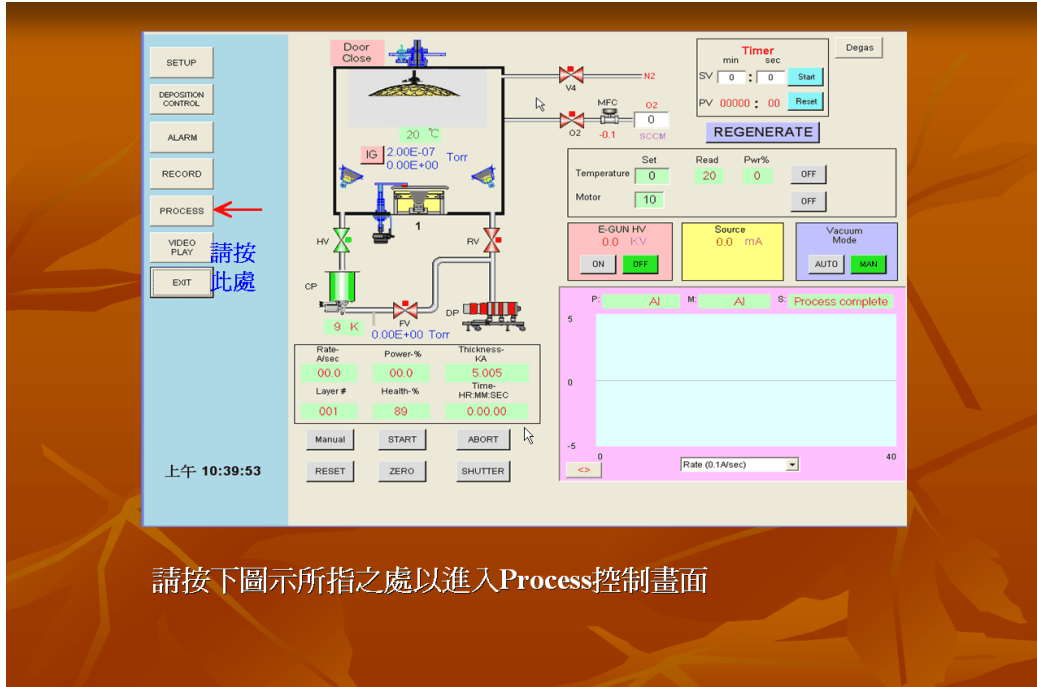 SETUP
DEPOSITION
CONTROL
ALARM
RECORD
PROCESS
VIDEO
PLAY
EXIT
請按
此處
上午 10:39:53
Door
Close
20 ℃
IG
2.00E-07
0.00E+00
Torr
1
HV
RV
CP
9 K
FV
0.00E+00 Torr
DP
N2
V4
MFC
O2
O2
-0.1
0
SCCM
Timer
min sec
SV 0 : 0 Start
PV 00000 : 00 Reset
Degas
REGENERATE
Set Read Pwr%
Temperature 0 20 0 OFF
Motor 10 OFF
E-GUN HV
0.0 KV
ON OFF
Source
0.0 mA
Vacuum
Mode
AUTO MAN
P: Al M: Al S: Process complete
5
0
-5
0 40
<>
Rate (0.1A/sec)
Rate-
A/sec
Power-%
Thickness-
KA
00.0 00.0 5.005
Layer # Health-%
Time-
HR:MM:SEC
001 89 0:00.00
Manual START ABORT
RESET ZERO SHUTTER
請按下圖示所指之處以進入Process控制畫面